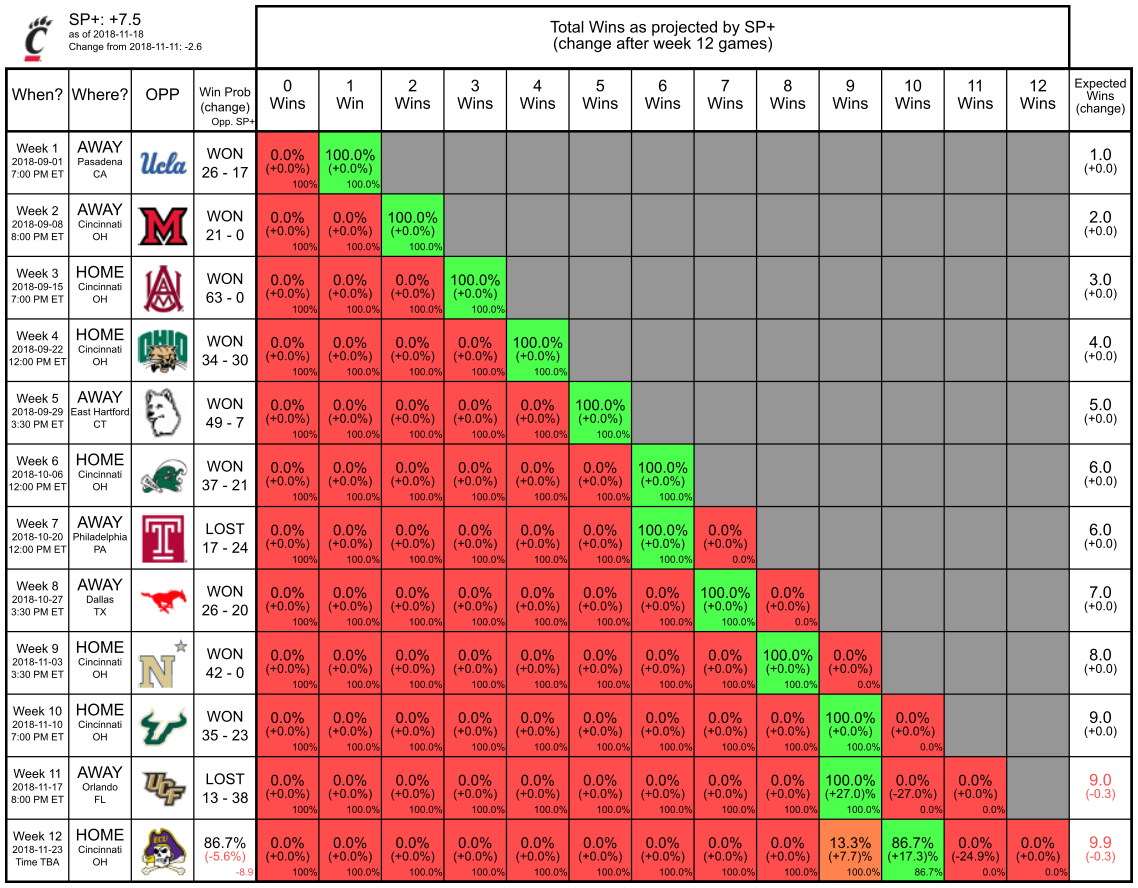 SP+: +7.5
as of 2018-11-18
Change from 2018-11-11: -2.6
Total Wins as projected by SP+
(change after week 12 games)
When? Where? OPP Win Prob 0 1 2 3 4 5 6 7 8 9 10 11 12 Expected
(change) Wins Win Wins Wins Wins Wins Wins Wins Wins Wins Wins Wins Wins Wins
Opp. SP+ (change)
Week 1 AWAY Ucla WON 0.0% 100.0% 1.0
2018-09-01 Pasadena 26 - 17 (+0.0%) (+0.0%) (+0.0)
7:00 PM ET CA 100% 100.0%
Week 2 AWAY M WON 0.0% 0.0% 100.0% 2.0
2018-09-08 Cincinnati 21 - 0 (+0.0%) (+0.0%) (+0.0%) (+0.0)
8:00 PM ET OH 100% 100.0% 100.0%
Week 3 HOME WON 0.0% 0.0% 0.0% 100.0% 3.0
2018-09-15 Cincinnati 63 - 0 (+0.0%) (+0.0%) (+0.0%) (+0.0%) (+0.0)
7:00 PM ET OH 100% 100.0% 100.0% 100.0%
Week 4 HOME OHIO WON 0.0% 0.0% 0.0% 0.0% 100.0% 4.0
2018-09-22 Cincinnati 34 - 30 (+0.0%) (+0.0%) (+0.0%) (+0.0%) (+0.0%) (+0.0)
12:00 PM ET OH 100% 100.0% 100.0% 100.0% 100.0%
Week 5 AWAY WON 0.0% 0.0% 0.0% 0.0% 0.0% 100.0% 5.0
2018-09-29 East Hartford 49 - 7 (+0.0%) (+0.0%) (+0.0%) (+0.0%) (+0.0%) (+0.0%) (+0.0)
3:30 PM ET CT 100% 100.0% 100.0% 100.0% 100.0% 100.0%
Week 6 HOME WON 0.0% 0.0% 0.0% 0.0% 0.0% 0.0% 100.0% 6.0
2018-10-06 Cincinnati 37 - 21 (+0.0%) (+0.0%) (+0.0%) (+0.0%) (+0.0%) (+0.0%) (+0.0%) (+0.0)
12:00 PM ET OH 100% 100.0% 100.0% 100.0% 100.0% 100.0% 100.0%
Week 7 AWAY T LOST 0.0% 0.0% 0.0% 0.0% 0.0% 0.0% 100.0% 0.0% 6.0
2018-10-20 Philadelphia 17 - 24 (+0.0%) (+0.0%) (+0.0%) (+0.0%) (+0.0%) (+0.0%) (+0.0%) (+0.0%) (+0.0)
12:00 PM ET PA 100% 100.0% 100.0% 100.0% 100.0% 100.0% 100.0% 0.0%
Week 8 AWAY WON 0.0% 0.0% 0.0% 0.0% 0.0% 0.0% 0.0% 100.0% 0.0% 7.0
2018-10-27 Dallas 26 - 20 (+0.0%) (+0.0%) (+0.0%) (+0.0%) (+0.0%) (+0.0%) (+0.0%) (+0.0%) (+0.0%) (+0.0)
3:30 PM ET TX 100% 100.0% 100.0% 100.0% 100.0% 100.0% 100.0% 100.0% 0.0%
Week 9 HOME N WON 0.0% 0.0% 0.0% 0.0% 0.0% 0.0% 0.0% 0.0% 100.0% 0.0% 8.0
2018-11-03 Cincinnati 42 - 0 (+0.0%) (+0.0%) (+0.0%) (+0.0%) (+0.0%) (+0.0%) (+0.0%) (+0.0%) (+0.0%) (+0.0%) (+0.0)
3:30 PM ET OH 100% 100.0% 100.0% 100.0% 100.0% 100.0% 100.0% 100.0% 100.0% 0.0%
Week 10 HOME WON 0.0% 0.0% 0.0% 0.0% 0.0% 0.0% 0.0% 0.0% 0.0% 100.0% 0.0% 9.0
2018-11-10 Cincinnati 35 - 23 (+0.0%) (+0.0%) (+0.0%) (+0.0%) (+0.0%) (+0.0%) (+0.0%) (+0.0%) (+0.0%) (+0.0%) (+0.0%) (+0.0)
7:00 PM ET OH 100% 100.0% 100.0% 100.0% 100.0% 100.0% 100.0% 100.0% 100.0% 100.0% 0.0%
Week 11 AWAY UCF LOST 0.0% 0.0% 0.0% 0.0% 0.0% 0.0% 0.0% 0.0% 0.0% 100.0% 0.0% 0.0% 9.0
2018-11-17 Orlando 13 - 38 (+0.0%) (+0.0%) (+0.0%) (+0.0%) (+0.0%) (+0.0%) (+0.0%) (+0.0%) (+0.0%) (+27.0)% (-27.0%) (+0.0%) (-0.3)
8:00 PM ET FL 100% 100.0% 100.0% 100.0% 100.0% 100.0% 100.0% 100.0% 100.0% 100.0% 0.0% 0.0%
Week 12 HOME ECU 86.7% 0.0% 0.0% 0.0% 0.0% 0.0% 0.0% 0.0% 0.0% 0.0% 13.3% 86.7% 0.0% 0.0% 9.9
2018-11-23 Cincinnati (-5.6%) (+0.0%) (+0.0%) (+0.0%) (+0.0%) (+0.0%) (+0.0%) (+0.0%) (+0.0%) (+0.0%) (+7.7)% (+17.3)% (-24.9%) (+0.0%) (-0.3)
Time TBA OH -8.9 100% 100.0% 100.0% 100.0% 100.0% 100.0% 100.0% 100.0% 100.0% 100.0% 86.7% 0.0% 0.0%